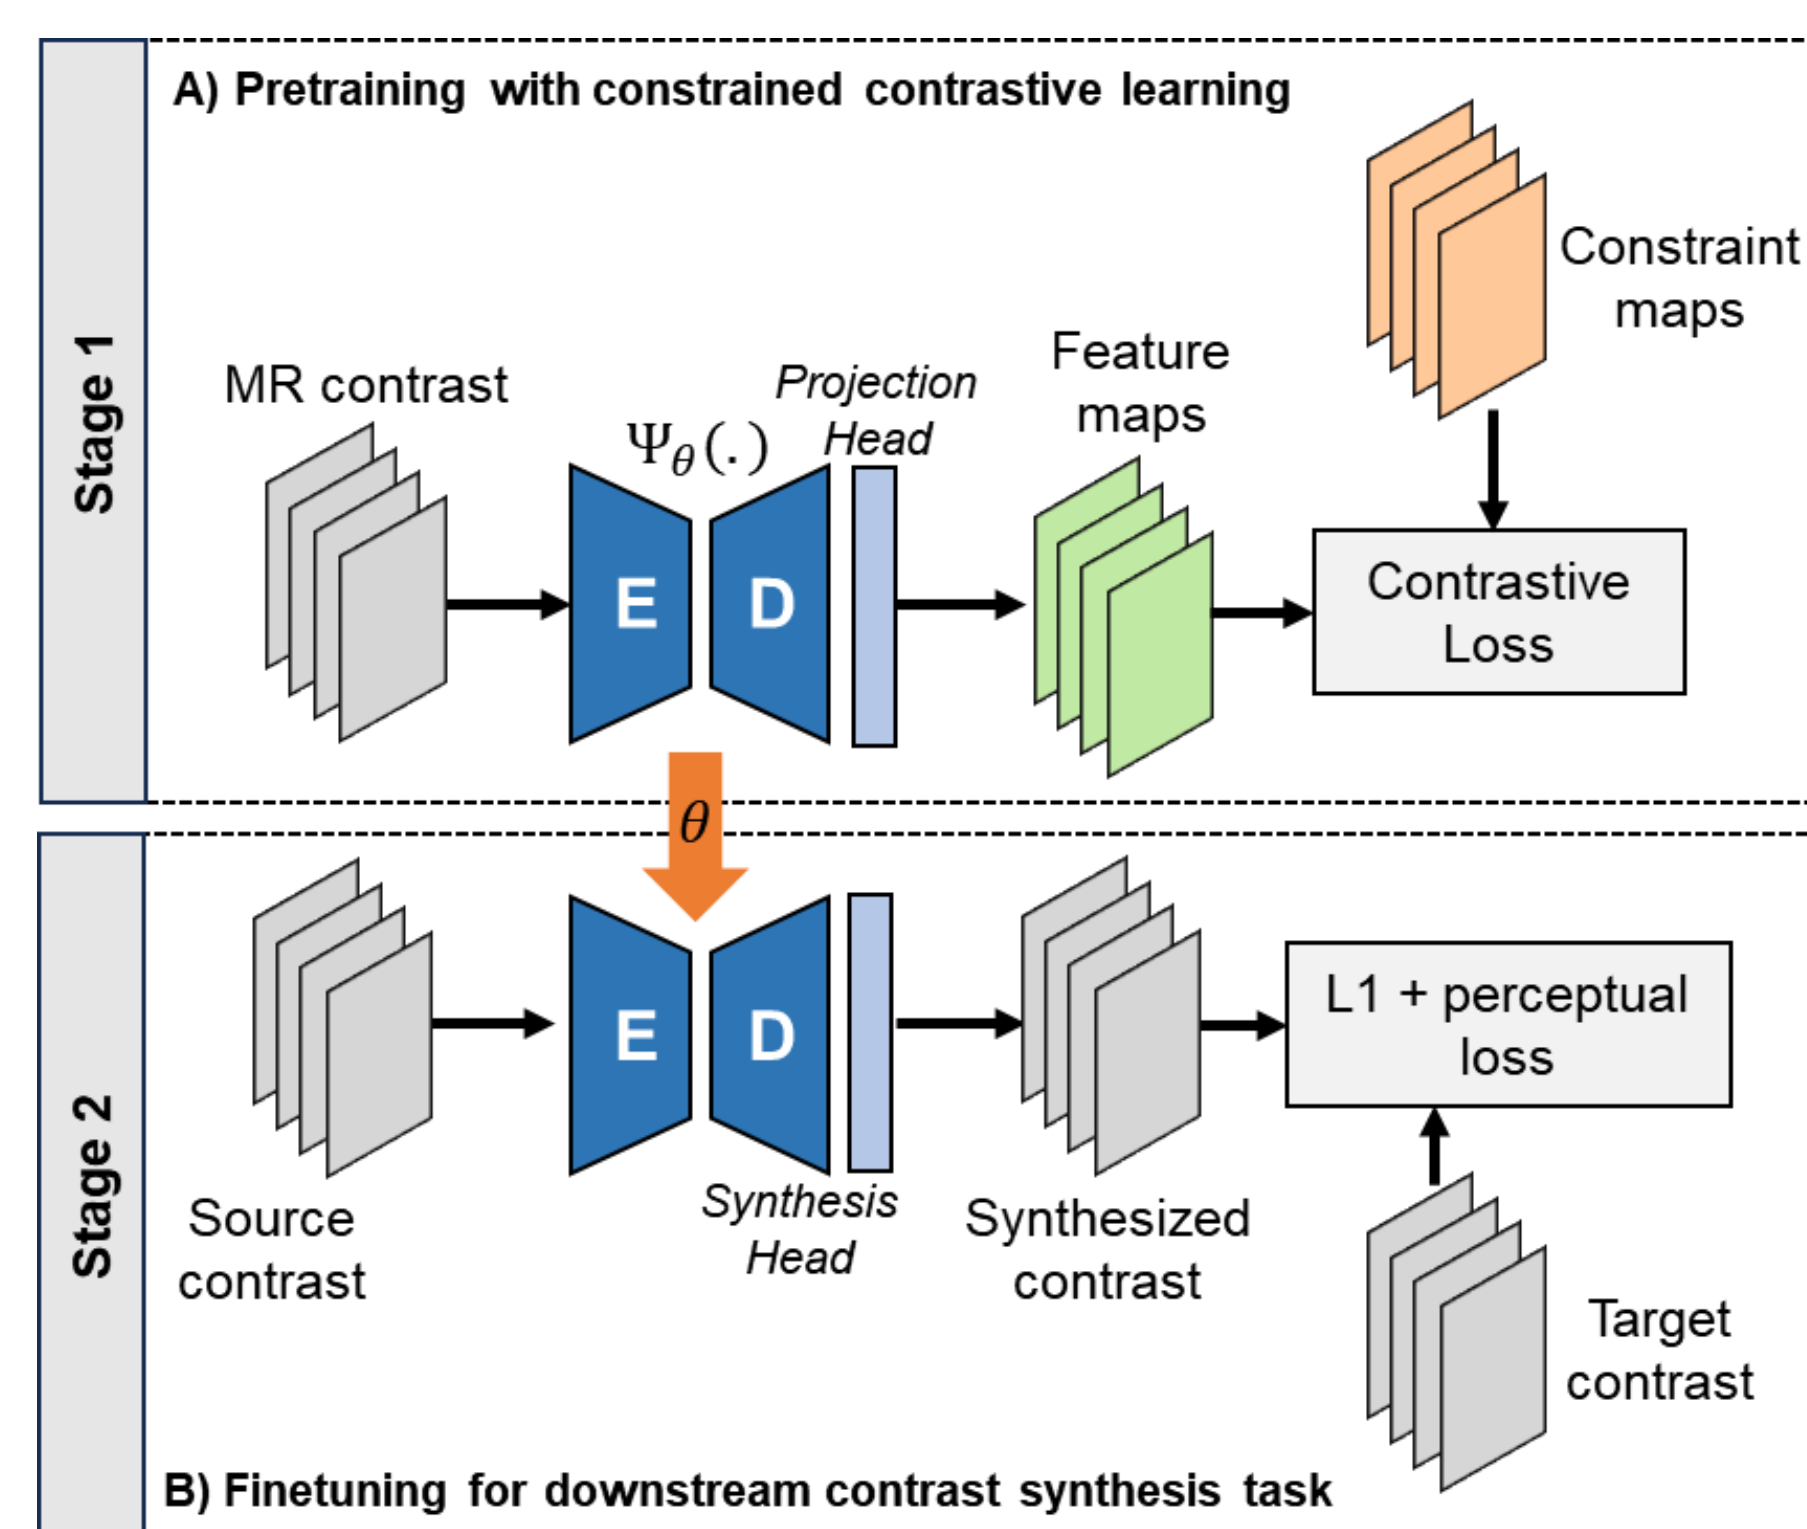 Stage 1
A) Pretraining with constrained contrastive learning
Constraint
maps
MR contrast
Ψθ(.)
Projection
Head
Feature
maps
E
D
Contrastive
Loss
θ
Stage 2
E
D
L1 + perceptual
loss
Source
contrast
Synthesis
Head
Synthesized
contrast
Target
contrast
B) Finetuning for downstream contrast synthesis task